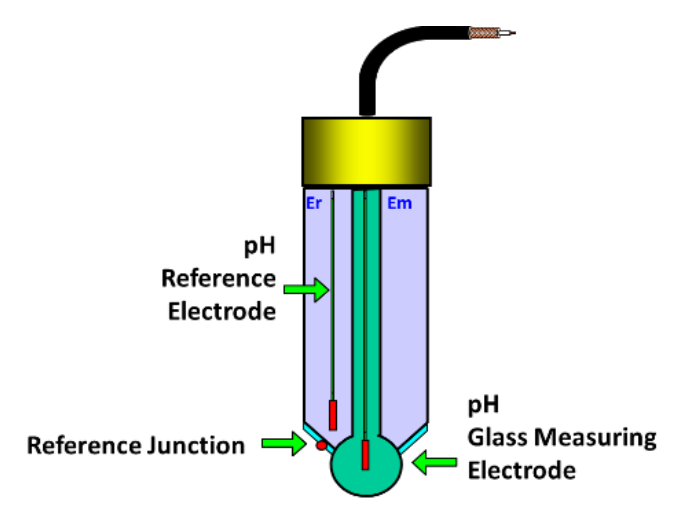 Er
Em
pH
Reference
Electrode
Reference Junction
pH
Glass Measuring
Electrode